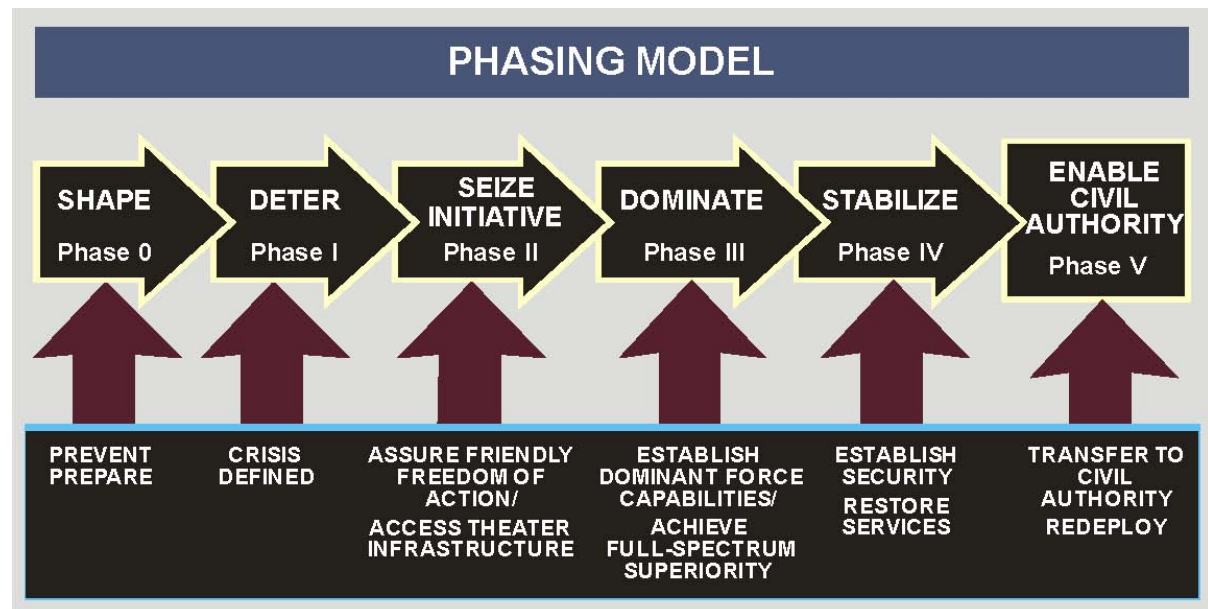 PHASING MODEL
SHAPE
Phase 0
DETER
Phase I
SEIZE
INITIATIVE
Phase II
DOMINATE
Phase III
STABILIZE
Phase IV
ENABLE
CIVIL
AUTHORITY
Phase V
PREVENT
PREPARE
CRISIS
DEFINED
ASSURE FRIENDLY
FREEDOM OF
ACTION/
ACCESS THEATER
INFRASTRUCTURE
ESTABLISH
DOMINANT FORCE
CAPABILITIES/
ACHIEVE
FULL-SPECTRUM
SUPERIORITY
ESTABLISH
SECURITY
RESTORE
SERVICES
TRANSFER TO
CIVIL
AUTHORITY
REDEPLOY